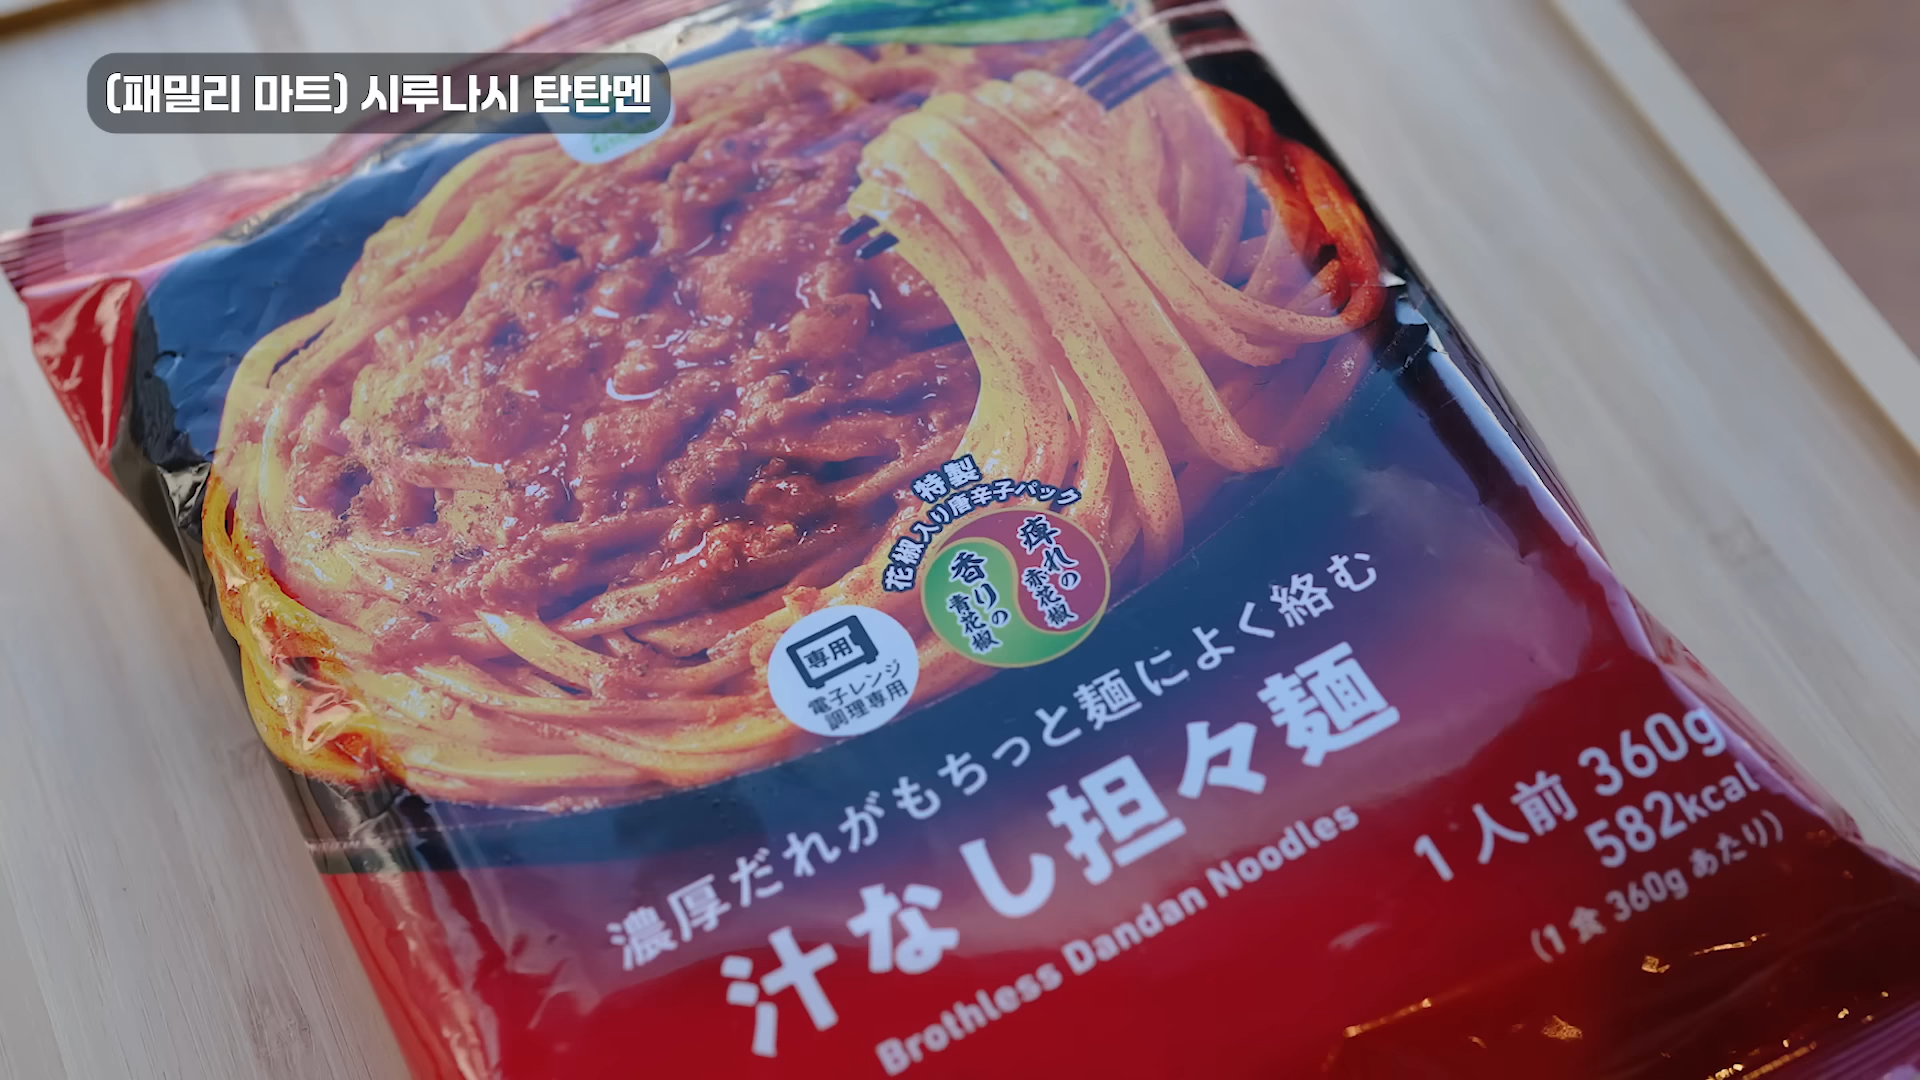 (패밀리 마트) 시루나시 탄탄멘
特製
花椒入り唐辛子パック
痺れの
赤花椒
香りの
青花椒
専用
電子レンジ
調理専用
濃厚だれがもちっと麺によく絡む
汁なし担々麺
Brothless Dandan Noodles
1人前 360g
582kcal
(1食 360gあたり)